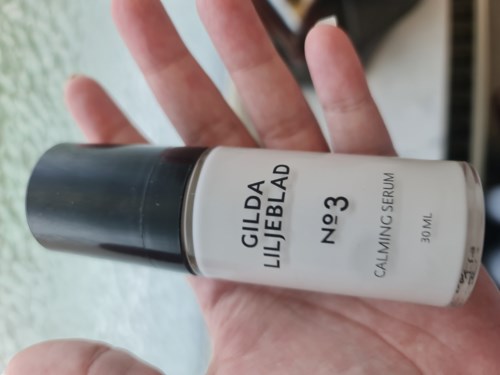 GILDA
LILJEBLAD
Nº3
CALMING SERUM
30 ML